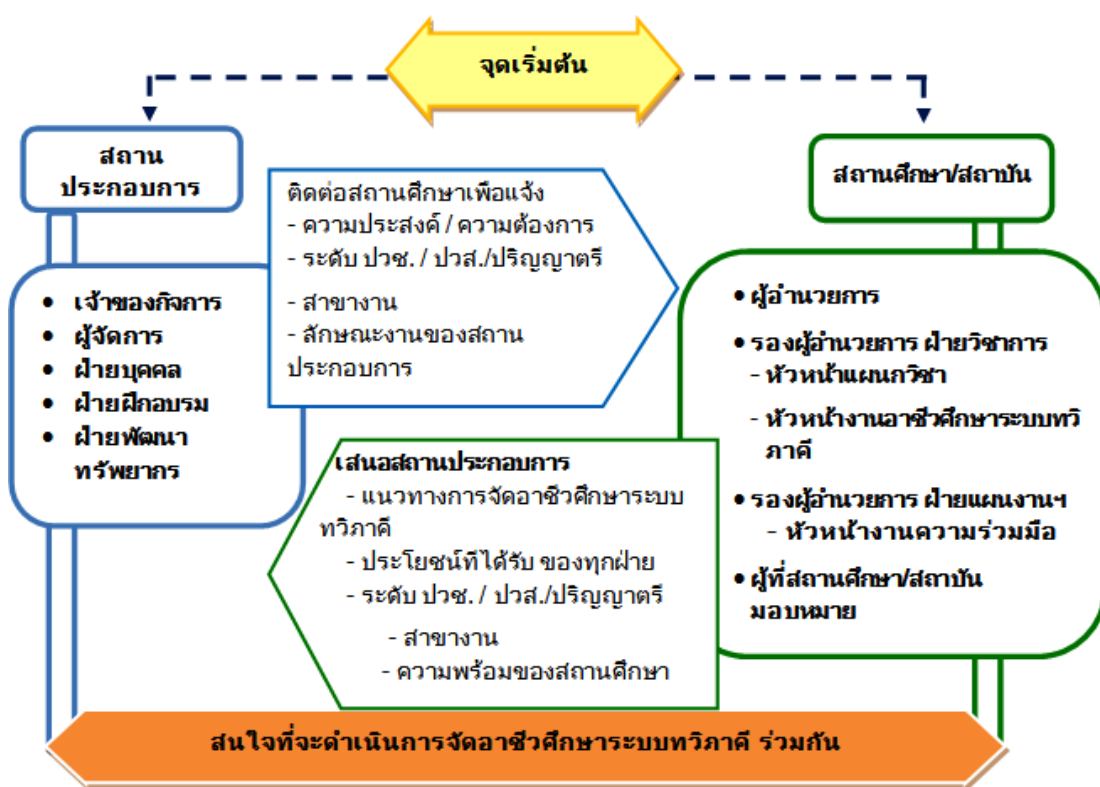 จุดเริ่มต้น
สถาน
ประกอบการ
สถานศึกษา/สถาบัน
ติดต่อสถานศึกษาเพื่อแจ้ง
- ความประสงค์ / ความต้องการ
- ระดับ ปวช. / ปวส./ปริญญาตรี
- สาขางาน
- ลักษณะงานของสถาน
ประกอบการ
• เจ้าของกิจการ
• ผู้จัดการ
• ฝ่ายบุคคล
• ฝ่ายฝึกอบรม
• ฝ่ายพัฒนา
ทรัพยากร
• ผู้อำนวยการ
• รองผู้อำนวยการ ฝ่ายวิชาการ
- หัวหน้าแผนกวิชา
- หัวหน้างานอาชีวศึกษาระบบทวิ
ภาคี
• รองผู้อำนวยการ ฝ่ายแผนงานฯ
- หัวหน้างานความร่วมมือ
• ผู้ที่สถานศึกษา/สถาบัน
มอบหมาย
เสนอสถานประกอบการ
- แนวทางการจัดอาชีวศึกษาระบบ
ทวิภาคี
- ประโยชน์ที่ได้รับ ของทุกฝ่าย
- ระดับ ปวช. / ปวส./ปริญญาตรี
- สาขางาน
- ความพร้อมของสถานศึกษา
สนใจที่จะดำเนินการจัดอาชีวศึกษาระบบทวิภาคี ร่วมกัน